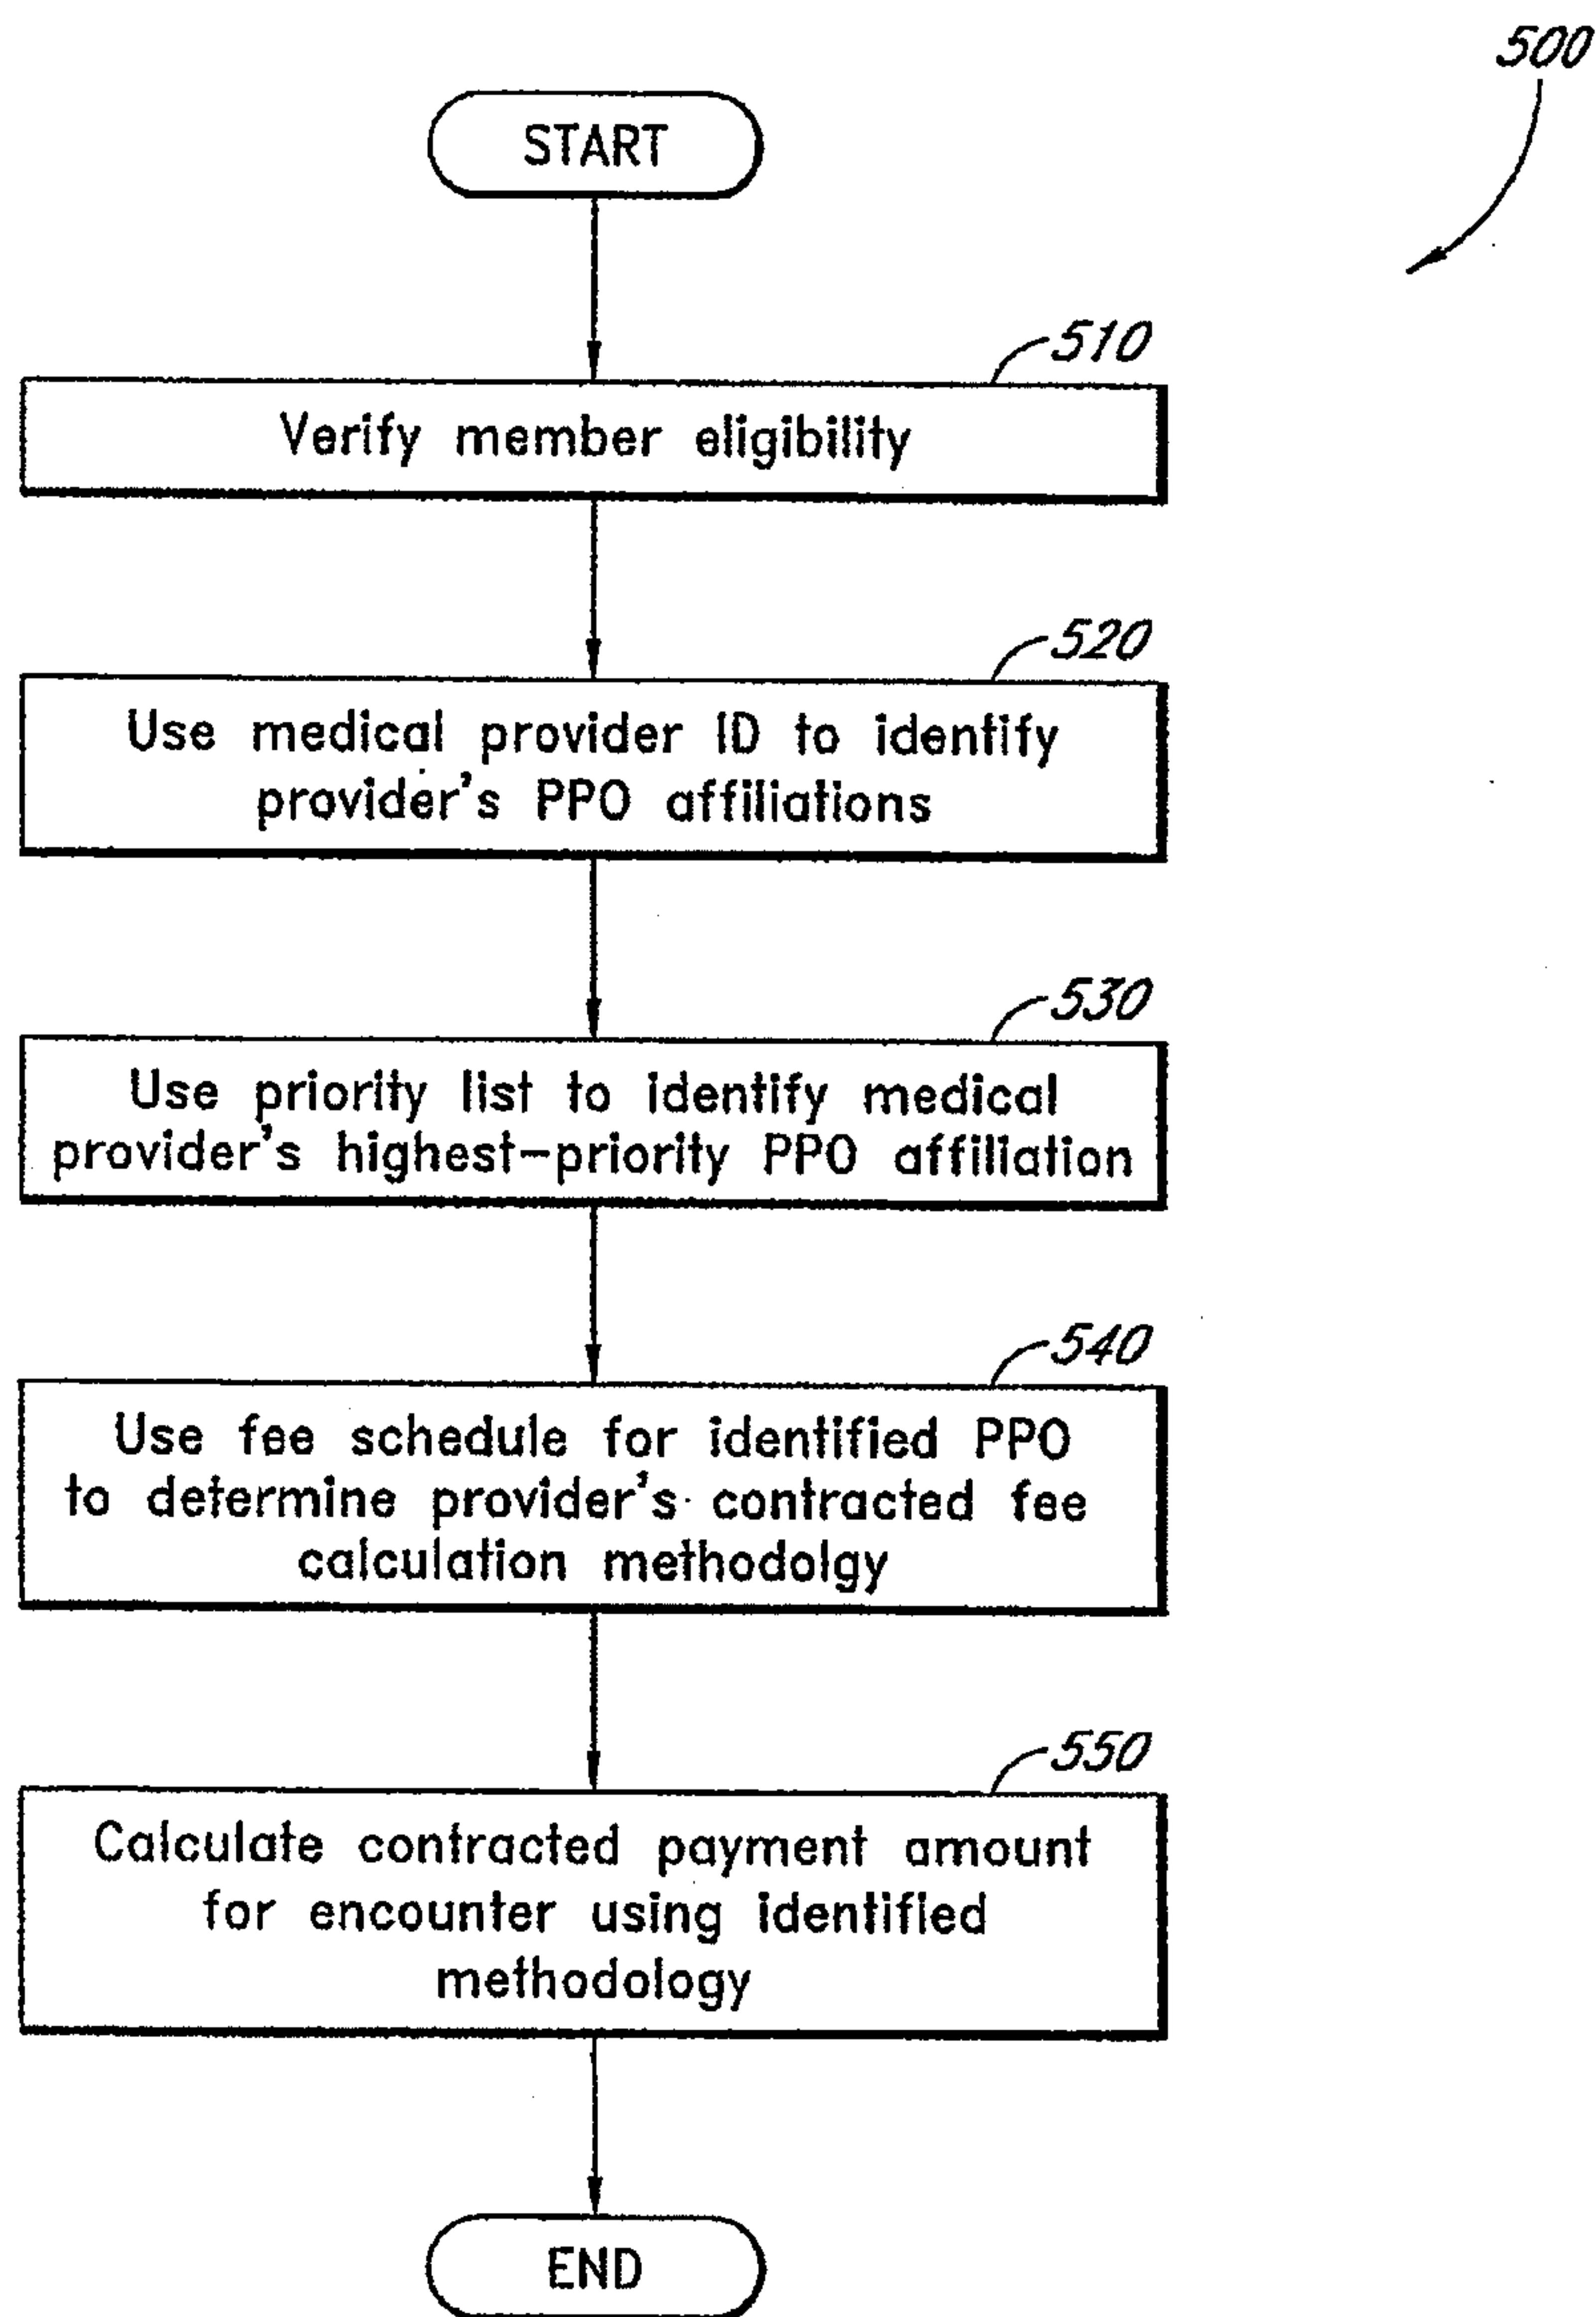 500
START
510
Verify member eligibility
520
Use medical provider ID to identify
provider's PPO affiliations
530
Use priority list to identify medical
provider's highest-priority PPO affiliation
540
Use fee schedule for identified PPO
to determine provider's contracted fee
calculation methodolgy
550
Calculate contracted payment amount
for encounter using identified
methodology
END